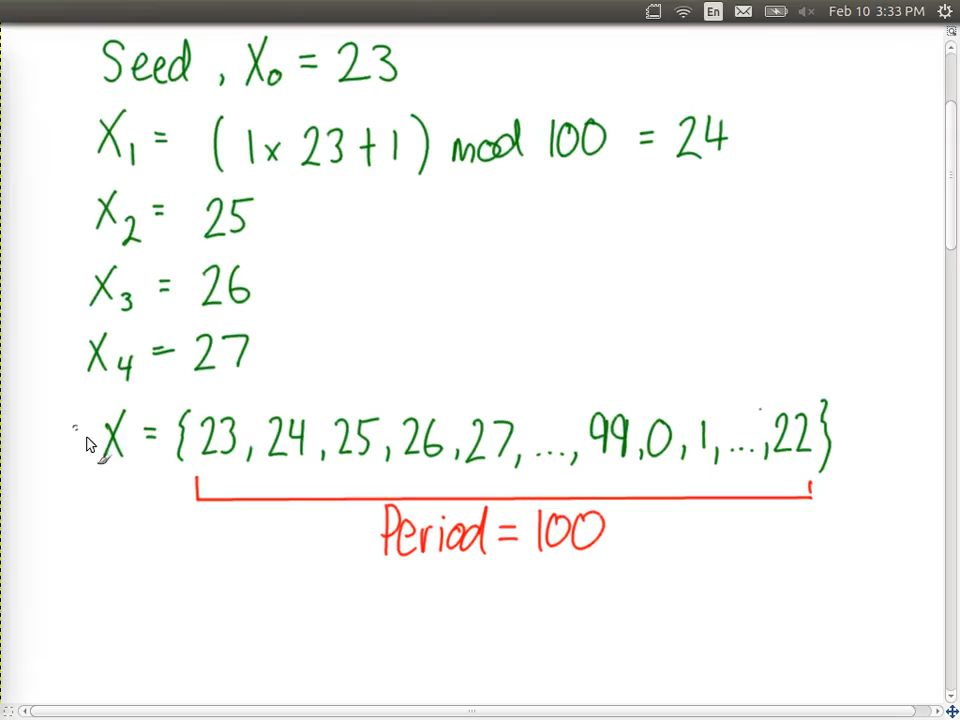 En Feb 10 3:33 PM
Seed , X₀ = 23
X₁ = (1 x 23 + 1) mod 100 = 24
X₂ = 25
X₃ = 26
X₄ = 27
X = {23, 24, 25, 26, 27, ..., 99, 0, 1, ..., 22}
Period = 100